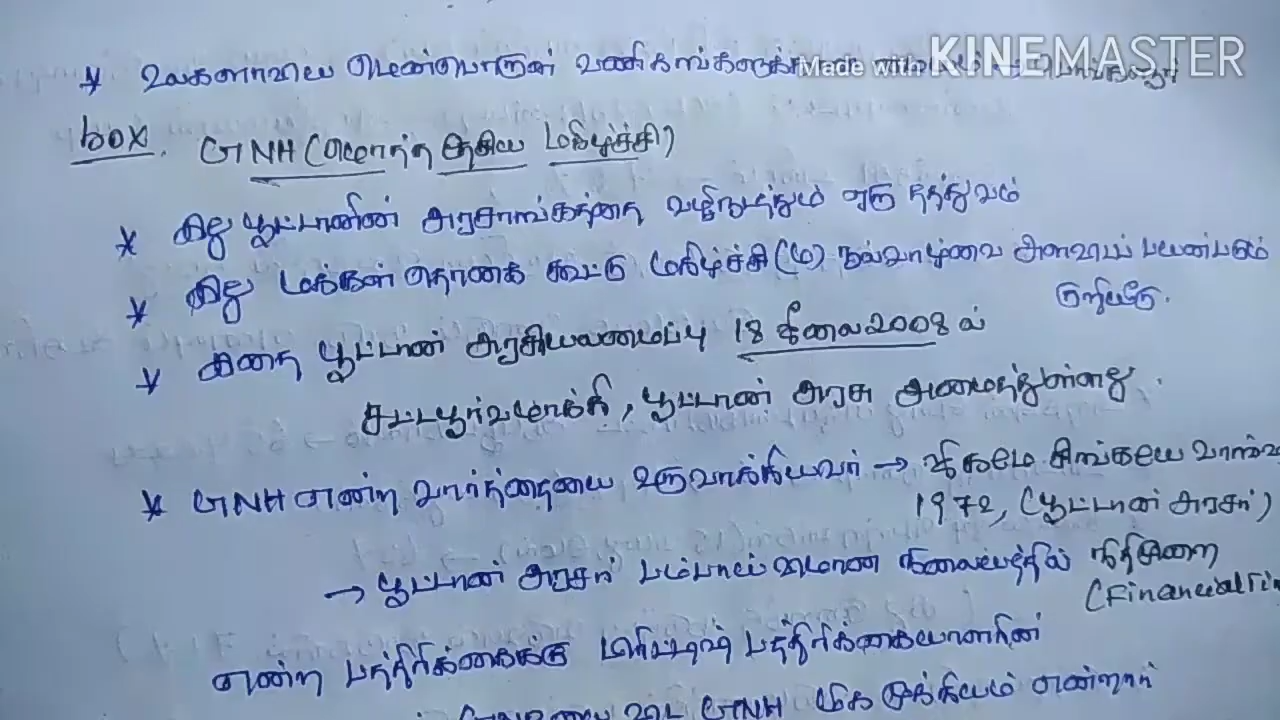 * உலகளாவிய மென்பொருள் வணிகங்களுக்கான
Made with KINEMASTER
box. GNH (மொத்த தேசிய மகிழ்ச்சி)
* இது பூட்டானின் அரசாங்கத்தை வழிநடத்தும் ஒரு தத்துவம்
* இது மக்கள் தொகை கூட்டு மகிழ்ச்சி (ம) நல்வாழ்வை அளவிடப் பயன்படும்
குறியீடு.
* இதை பூட்டான் அரசியலமைப்பு 18 ஜீலை 2008 ல்
சட்டபூர்வமாக்கி, பூட்டான் அரசு அமைந்துள்ளது.
* GNH என்ற வார்த்தையை உருவாக்கியவர் → ஜிக்மே சிங்கயே வாங்
1972, (பூட்டான் அரசர்)
→ பூட்டான் அரசர் பம்பாய் விமான நிலையத்தில் நிதிமுறை
(Financial Tim
என்ற பத்திரிக்கைக்கு பிரிட்டிஷ் பத்திரிக்கையாளரின்
விட GNH மிக முக்கியம் என்றார்